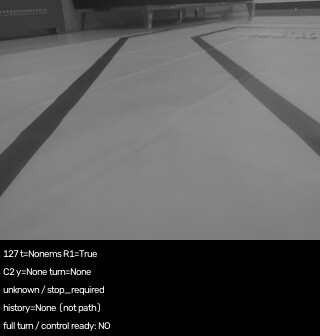 127 t=Nonems R1=True
C2 y=None turn=None
unknown / stop_required
history=None (not path)
full turn / control ready: NO